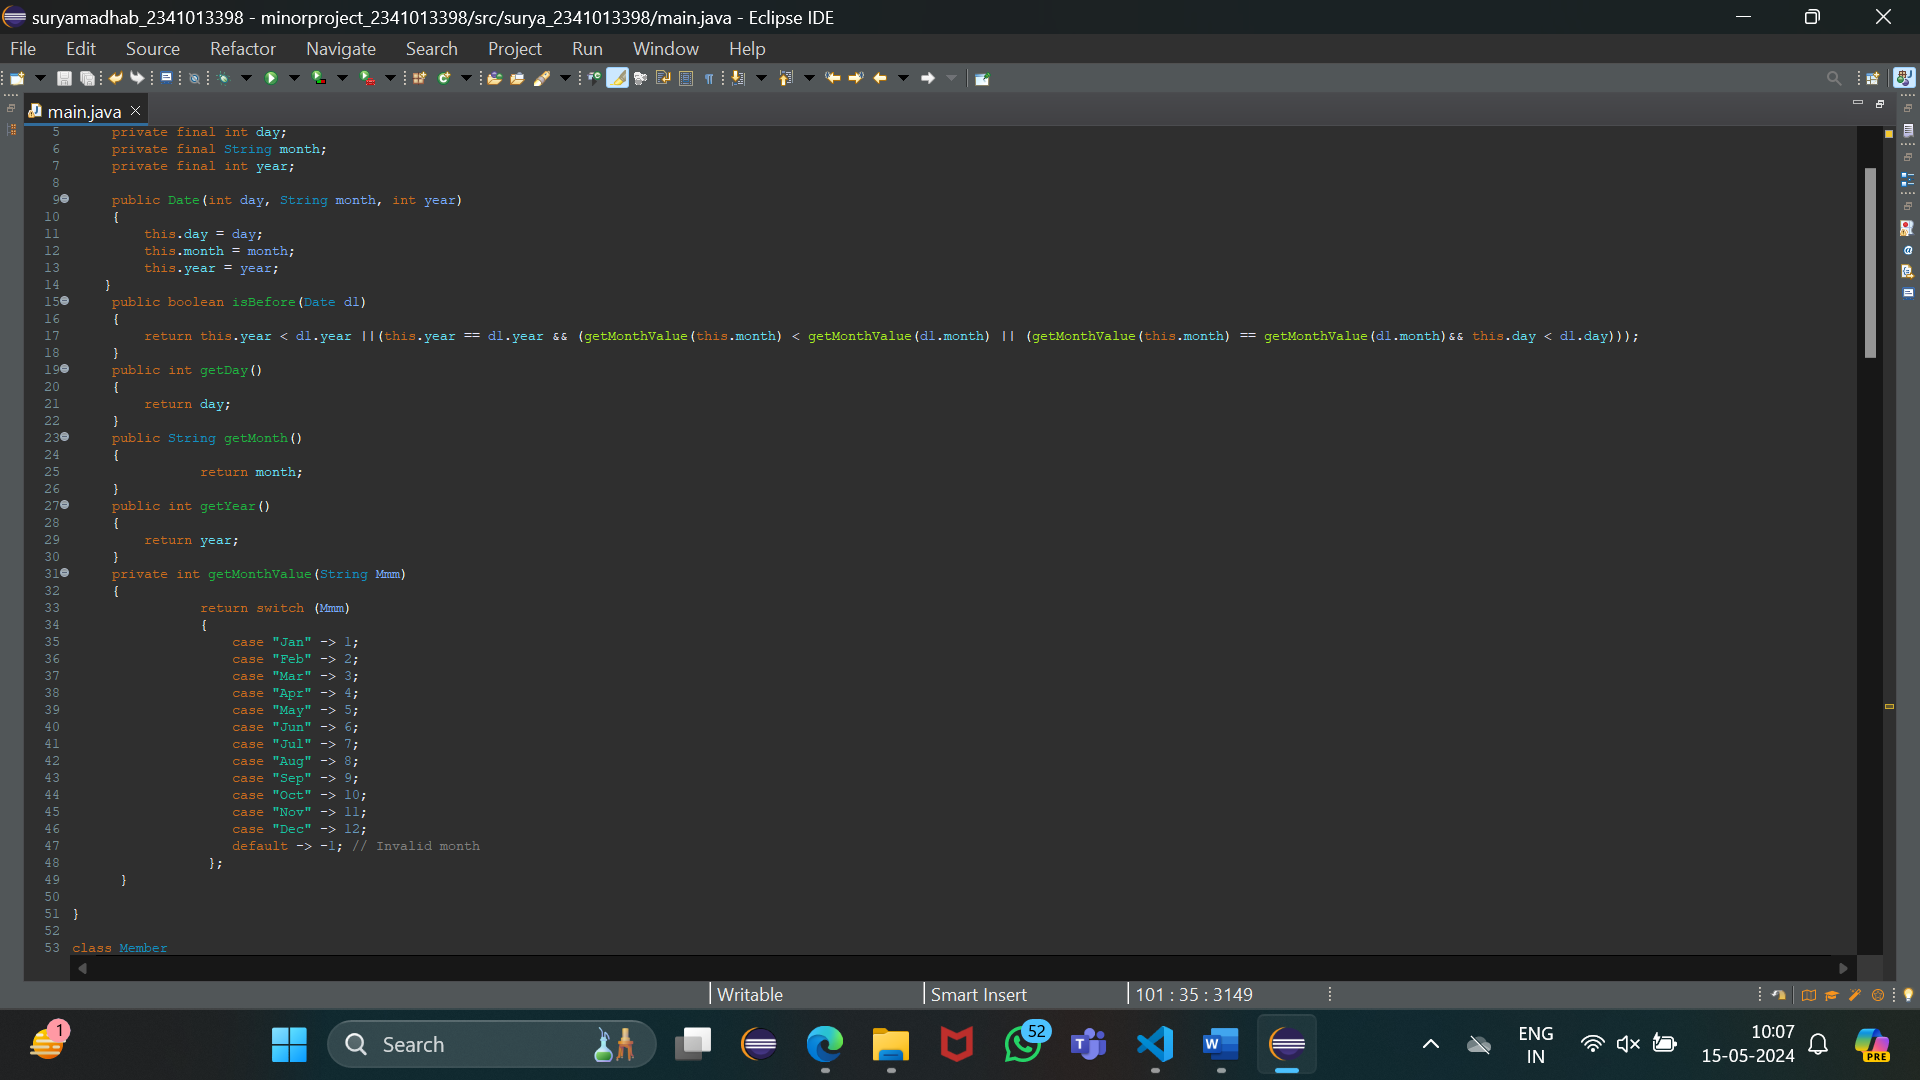 suryamadhab_2341013398 - minorproject_2341013398/src/surya_2341013398/main.java - Eclipse IDE
File Edit Source Refactor Navigate Search Project Run Window Help
main.java
5 private final int day;
6 private final String month;
7 private final int year;
8
9 public Date(int day, String month, int year)
10 {
11 this.day = day;
12 this.month = month;
13 this.year = year;
14 }
15 public boolean isBefore(Date dl)
16 {
17 return this.year < dl.year ||(this.year == dl.year && (getMonthValue(this.month) < getMonthValue(dl.month) || (getMonthValue(this.month) == getMonthValue(dl.month)&& this.day < dl.day)));
18 }
19 public int getDay()
20 {
21 return day;
22 }
23 public String getMonth()
24 {
25 return month;
26 }
27 public int getYear()
28 {
29 return year;
30 }
31 private int getMonthValue(String Mmm)
32 {
33 return switch (Mmm)
34 {
35 case "Jan" -> 1;
36 case "Feb" -> 2;
37 case "Mar" -> 3;
38 case "Apr" -> 4;
39 case "May" -> 5;
40 case "Jun" -> 6;
41 case "Jul" -> 7;
42 case "Aug" -> 8;
43 case "Sep" -> 9;
44 case "Oct" -> 10;
45 case "Nov" -> 11;
46 case "Dec" -> 12;
47 default -> -1; // Invalid month
48 };
49 }
50
51 }
52
53 class Member
Writable Smart Insert 101 : 35 : 3149
1 Search 52 ENG IN 10:07
15-05-2024 PRE